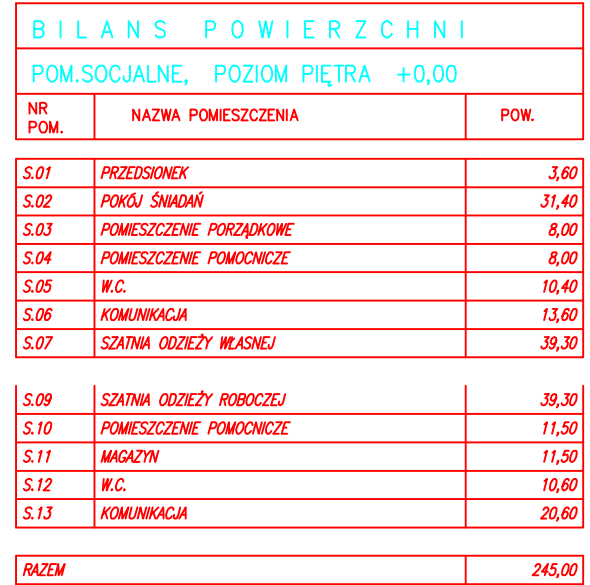 BILANS POWIERZCHNI
POM.SOCJALNE, POZIOM PIĘTRA +0,00
NR POM. NAZWA POMIESZCZENIA POW.
S.01 PRZEDSIONEK 3,60
S.02 POKÓJ ŚNIADAŃ 31,40
S.03 POMIESZCZENIE PORZĄDKOWE 8,00
S.04 POMIESZCZENIE POMOCNICZE 8,00
S.05 W.C. 10,40
S.06 KOMUNIKACJA 13,60
S.07 SZATNIA ODZIEŻY WŁASNEJ 39,30
S.09 SZATNIA ODZIEŻY ROBOCZEJ 39,30
S.10 POMIESZCZENIE POMOCNICZE 11,50
S.11 MAGAZYN 11,50
S.12 W.C. 10,60
S.13 KOMUNIKACJA 20,60
RAZEM 245,00